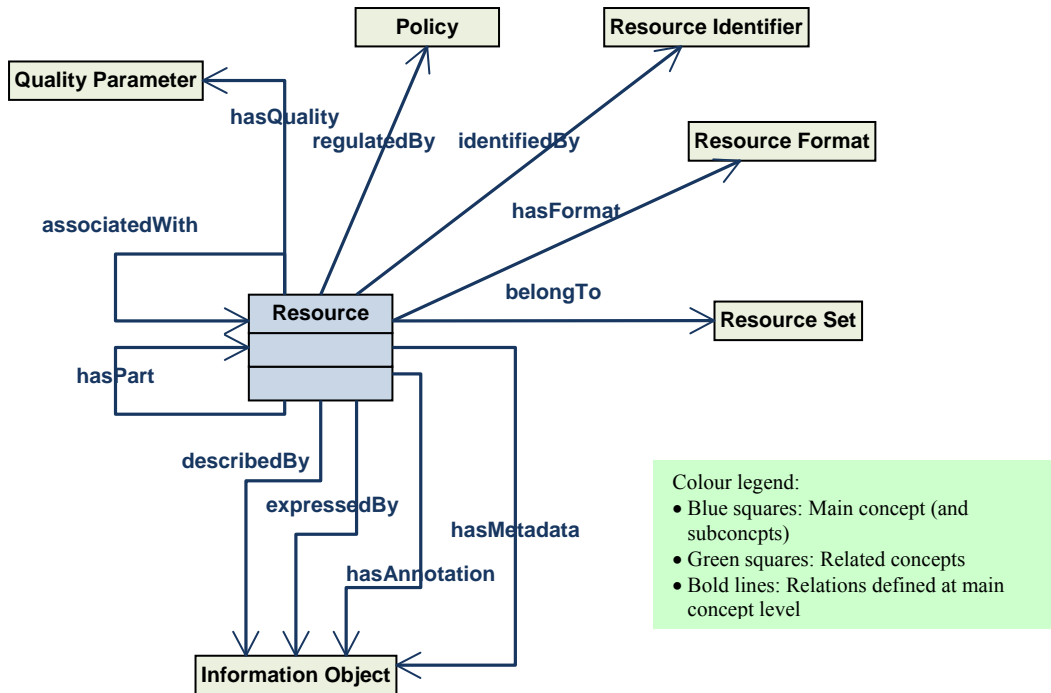 Policy
Resource Identifier
Quality Parameter
hasQuality
regulatedBy
identifiedBy
Resource Format
hasFormat
associatedWith
belongTo
Resource
Resource Set
hasPart
describedBy
expressedBy
hasMetadata
hasAnnotation
Information Object
Colour legend:
• Blue squares: Main concept (and
subconcpts)
• Green squares: Related concepts
• Bold lines: Relations defined at main
concept level